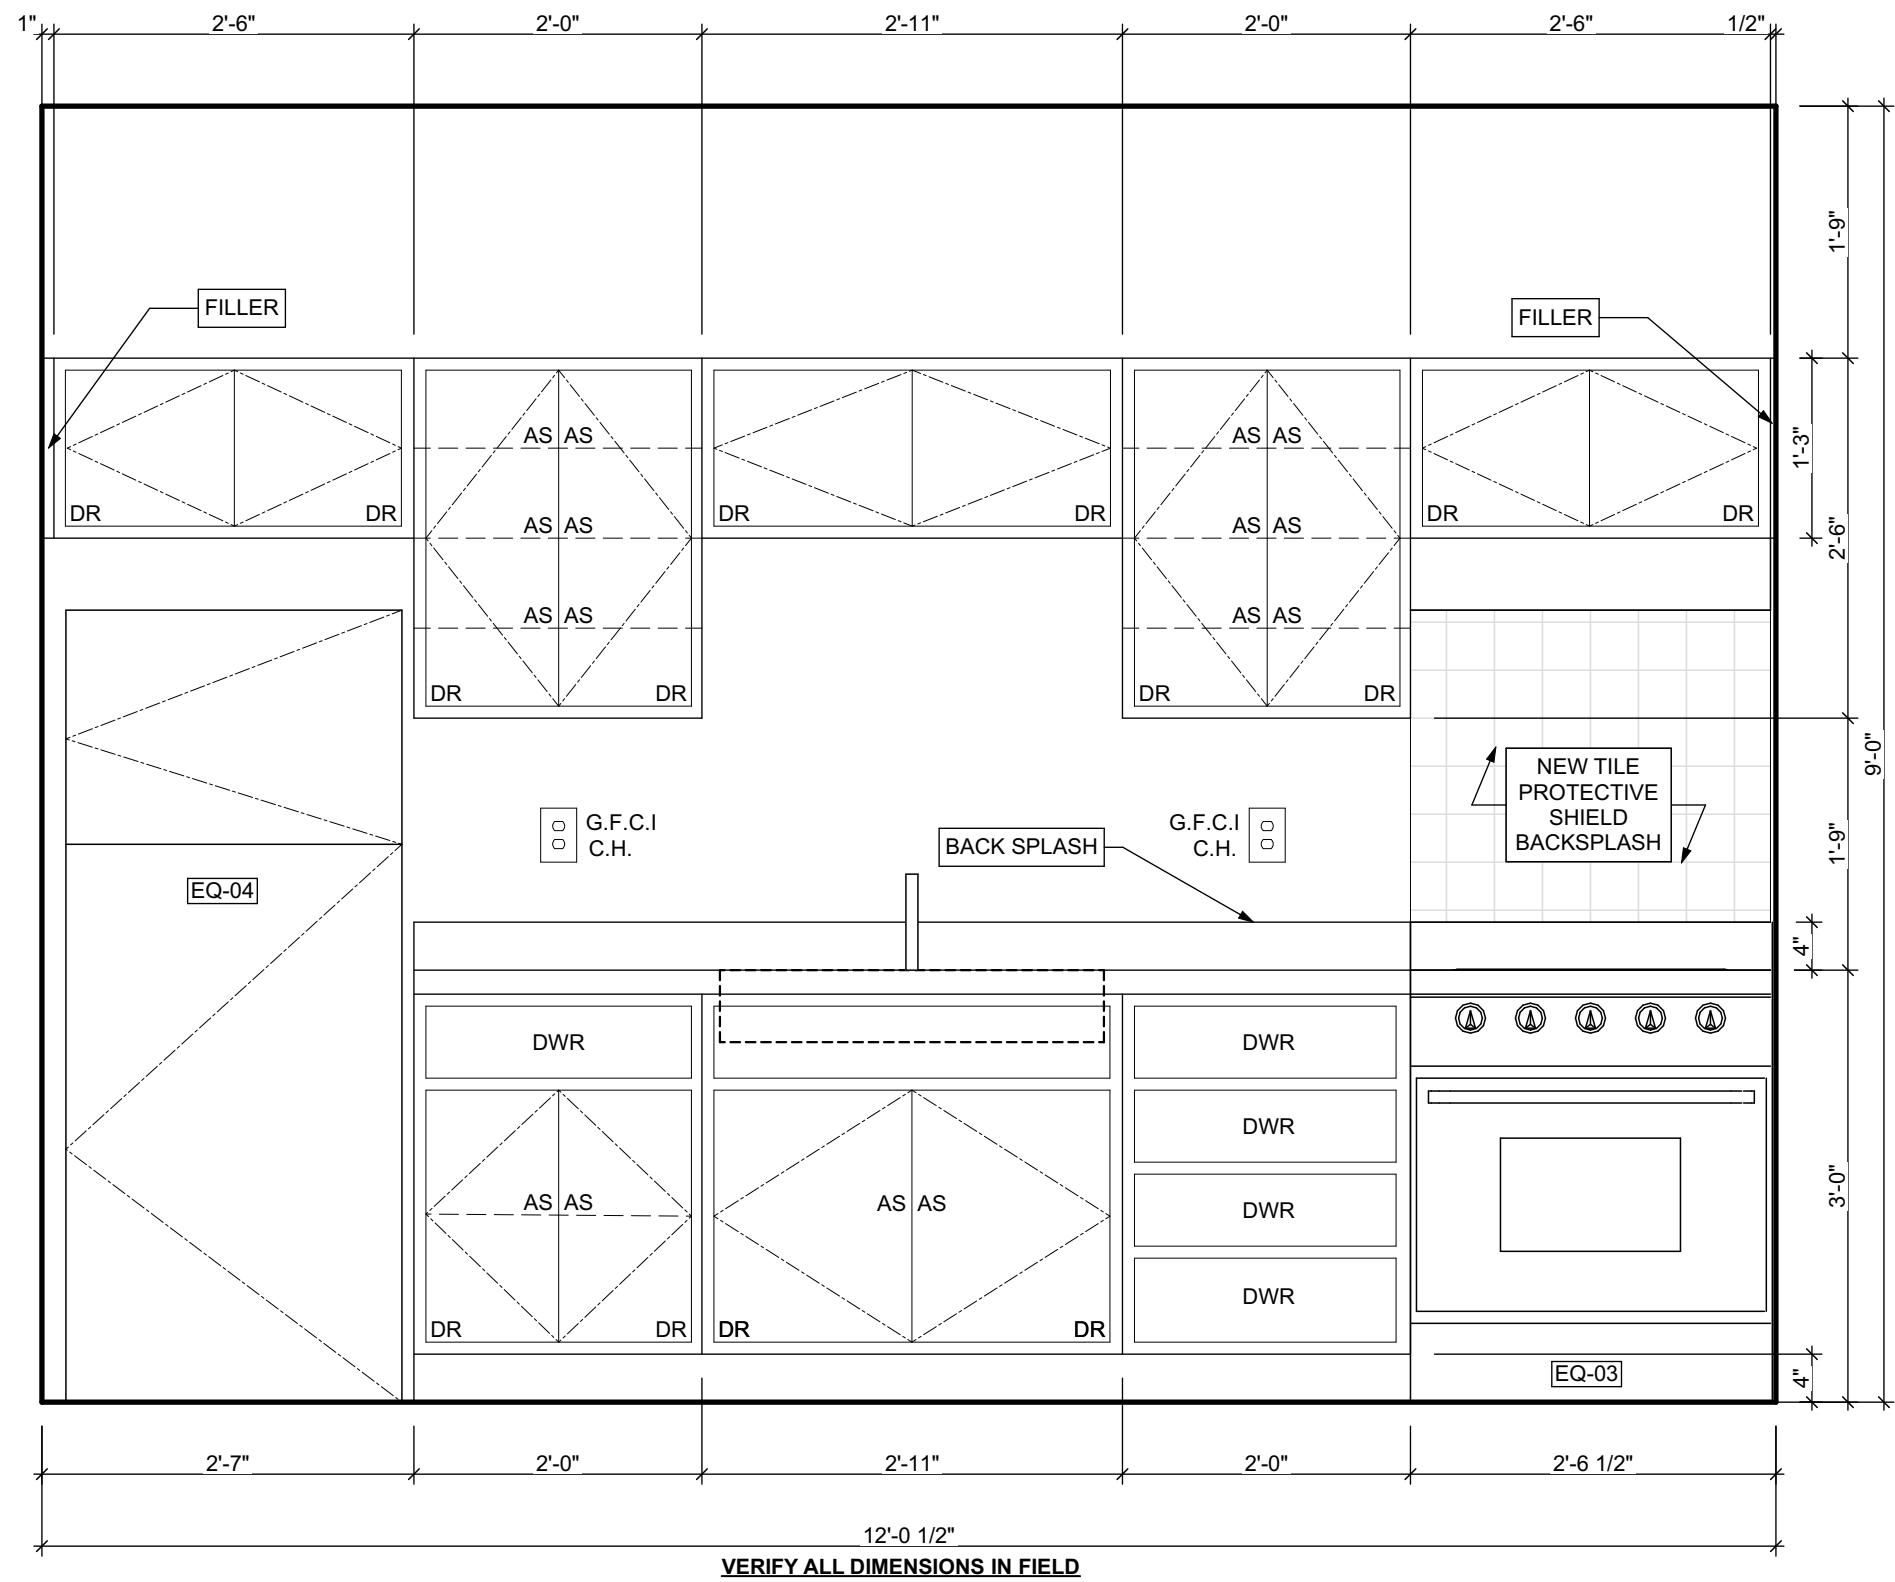 1" 2'-6" 2'-0" 2'-11" 2'-0" 2'-6" 1/2"
1'-9"
FILLER
FILLER
AS AS
AS AS
1'-3"
DR DR
DR DR
DR DR
AS AS
AS AS
2'-6"
AS AS
AS AS
DR DR
DR DR
9'-0"
NEW TILE
PROTECTIVE
SHIELD
BACKSPLASH
G.F.C.I
C.H.
G.F.C.I
C.H.
BACK SPLASH
1'-9"
EQ-04
4"
DWR
DWR
DWR
3'-0"
AS AS
AS AS
DWR
DWR
DR DR
DR DR
EQ-03
4"
2'-7" 2'-0" 2'-11" 2'-0" 2'-6 1/2"
12'-0 1/2"
VERIFY ALL DIMENSIONS IN FIELD